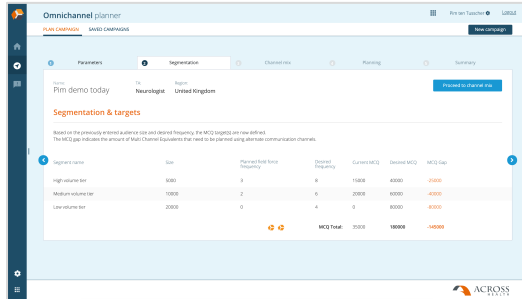 Omnichannel planner
Pim ten Tusscher
Logout
PLAN CAMPAIGN
SAVED CAMPAIGNS
New campaign
Parameters
2 Segmentation
Channel mix
Planning
Summary
Name
Pim demo today
To
Neurologist
Region
United Kingdom
Proceed to channel mix
Segmentation & targets
Based on the previously entered audience size and desired frequency, the MCQ target(s) are now defined.
The MCQ gap indicates the amount of Multi Channel Equivalents that need to be planned using alternate communication channels.
Segment name
Size
Planned field force frequency
Desired frequency
Current MCQ
Desired MCQ
MCQ Gap
High volume tier 5000 3 8 15000 40000 -25000
Medium volume tier 10000 2 6 20000 60000 -40000
Low volume tier 20000 0 4 0 80000 -80000
MCQ Total: 35000 180000 -145000
ACROSS
HEALTH